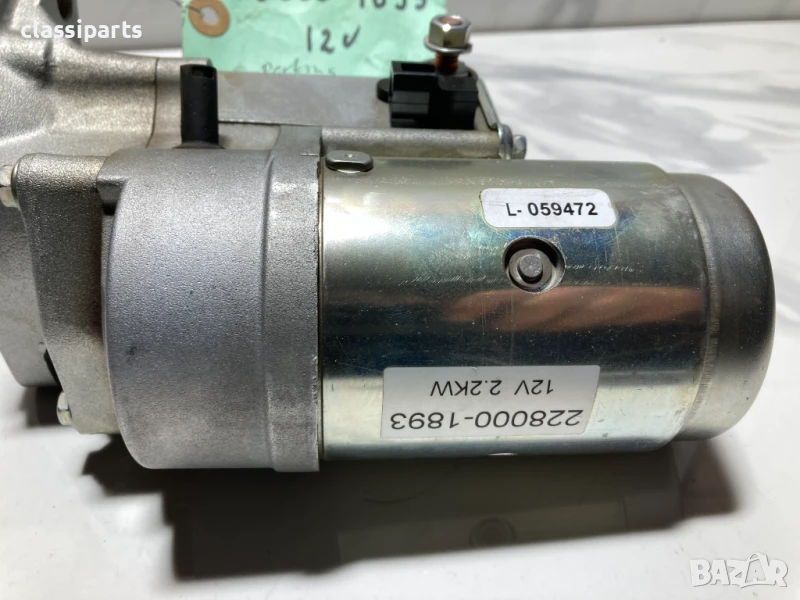 classiparts
12V
L- 059472
228000-1893
12V 2.2KW
BAZAR